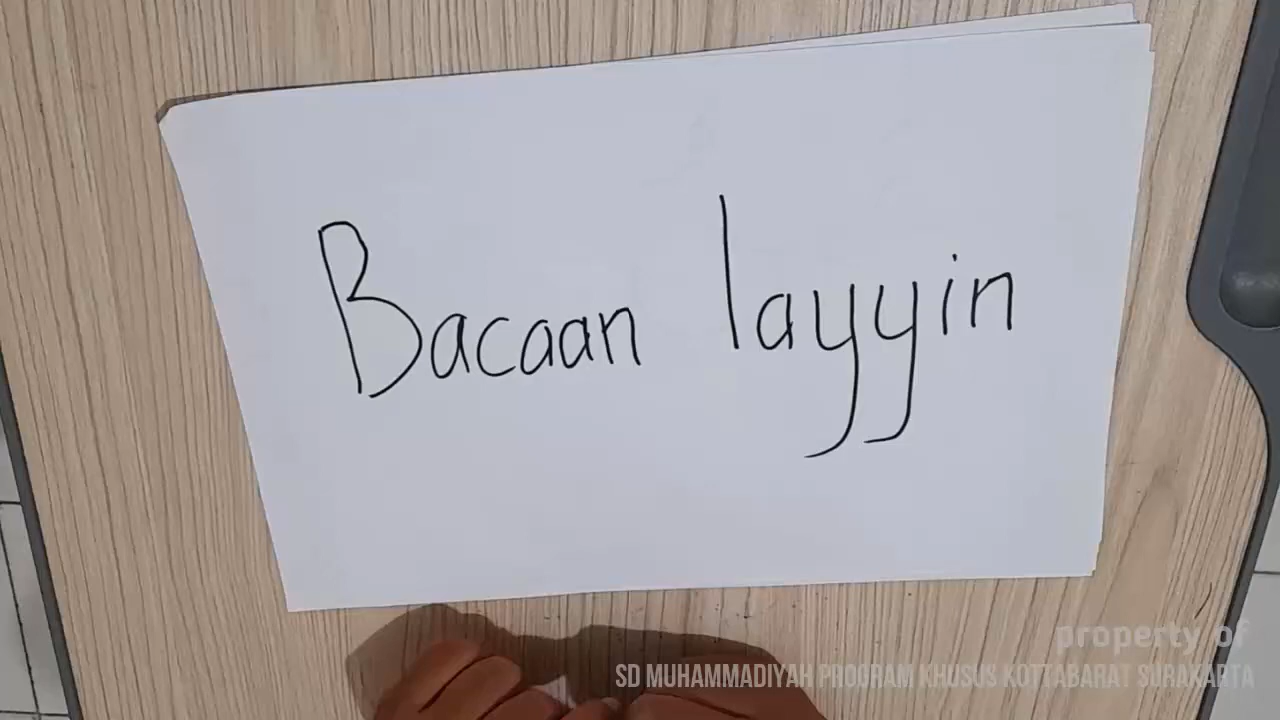 Bacaan layyin
property of
SD MUHAMMADIYAH PROGRAM KHUSUS KOTTABARAT SURAKARTA